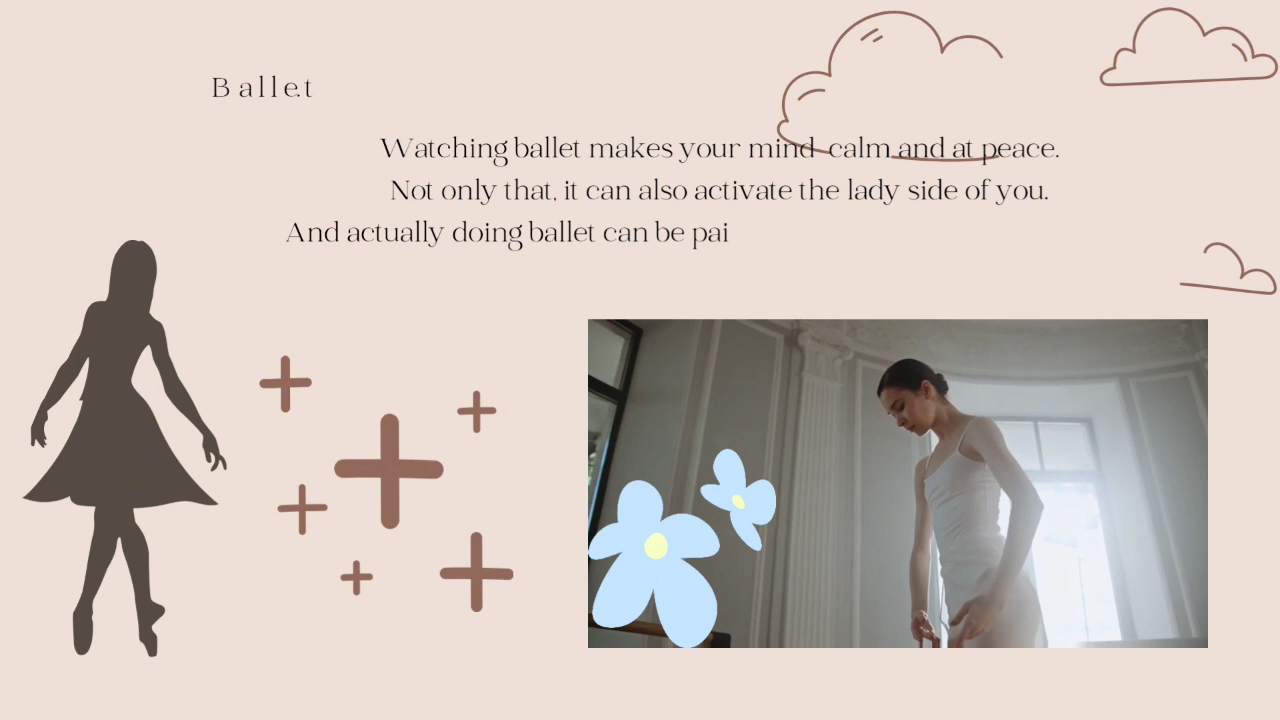 Ballet
Watching ballet makes your mind calm and at peace.
Not only that, it can also activate the lady side of you.
And actually doing ballet can be pai